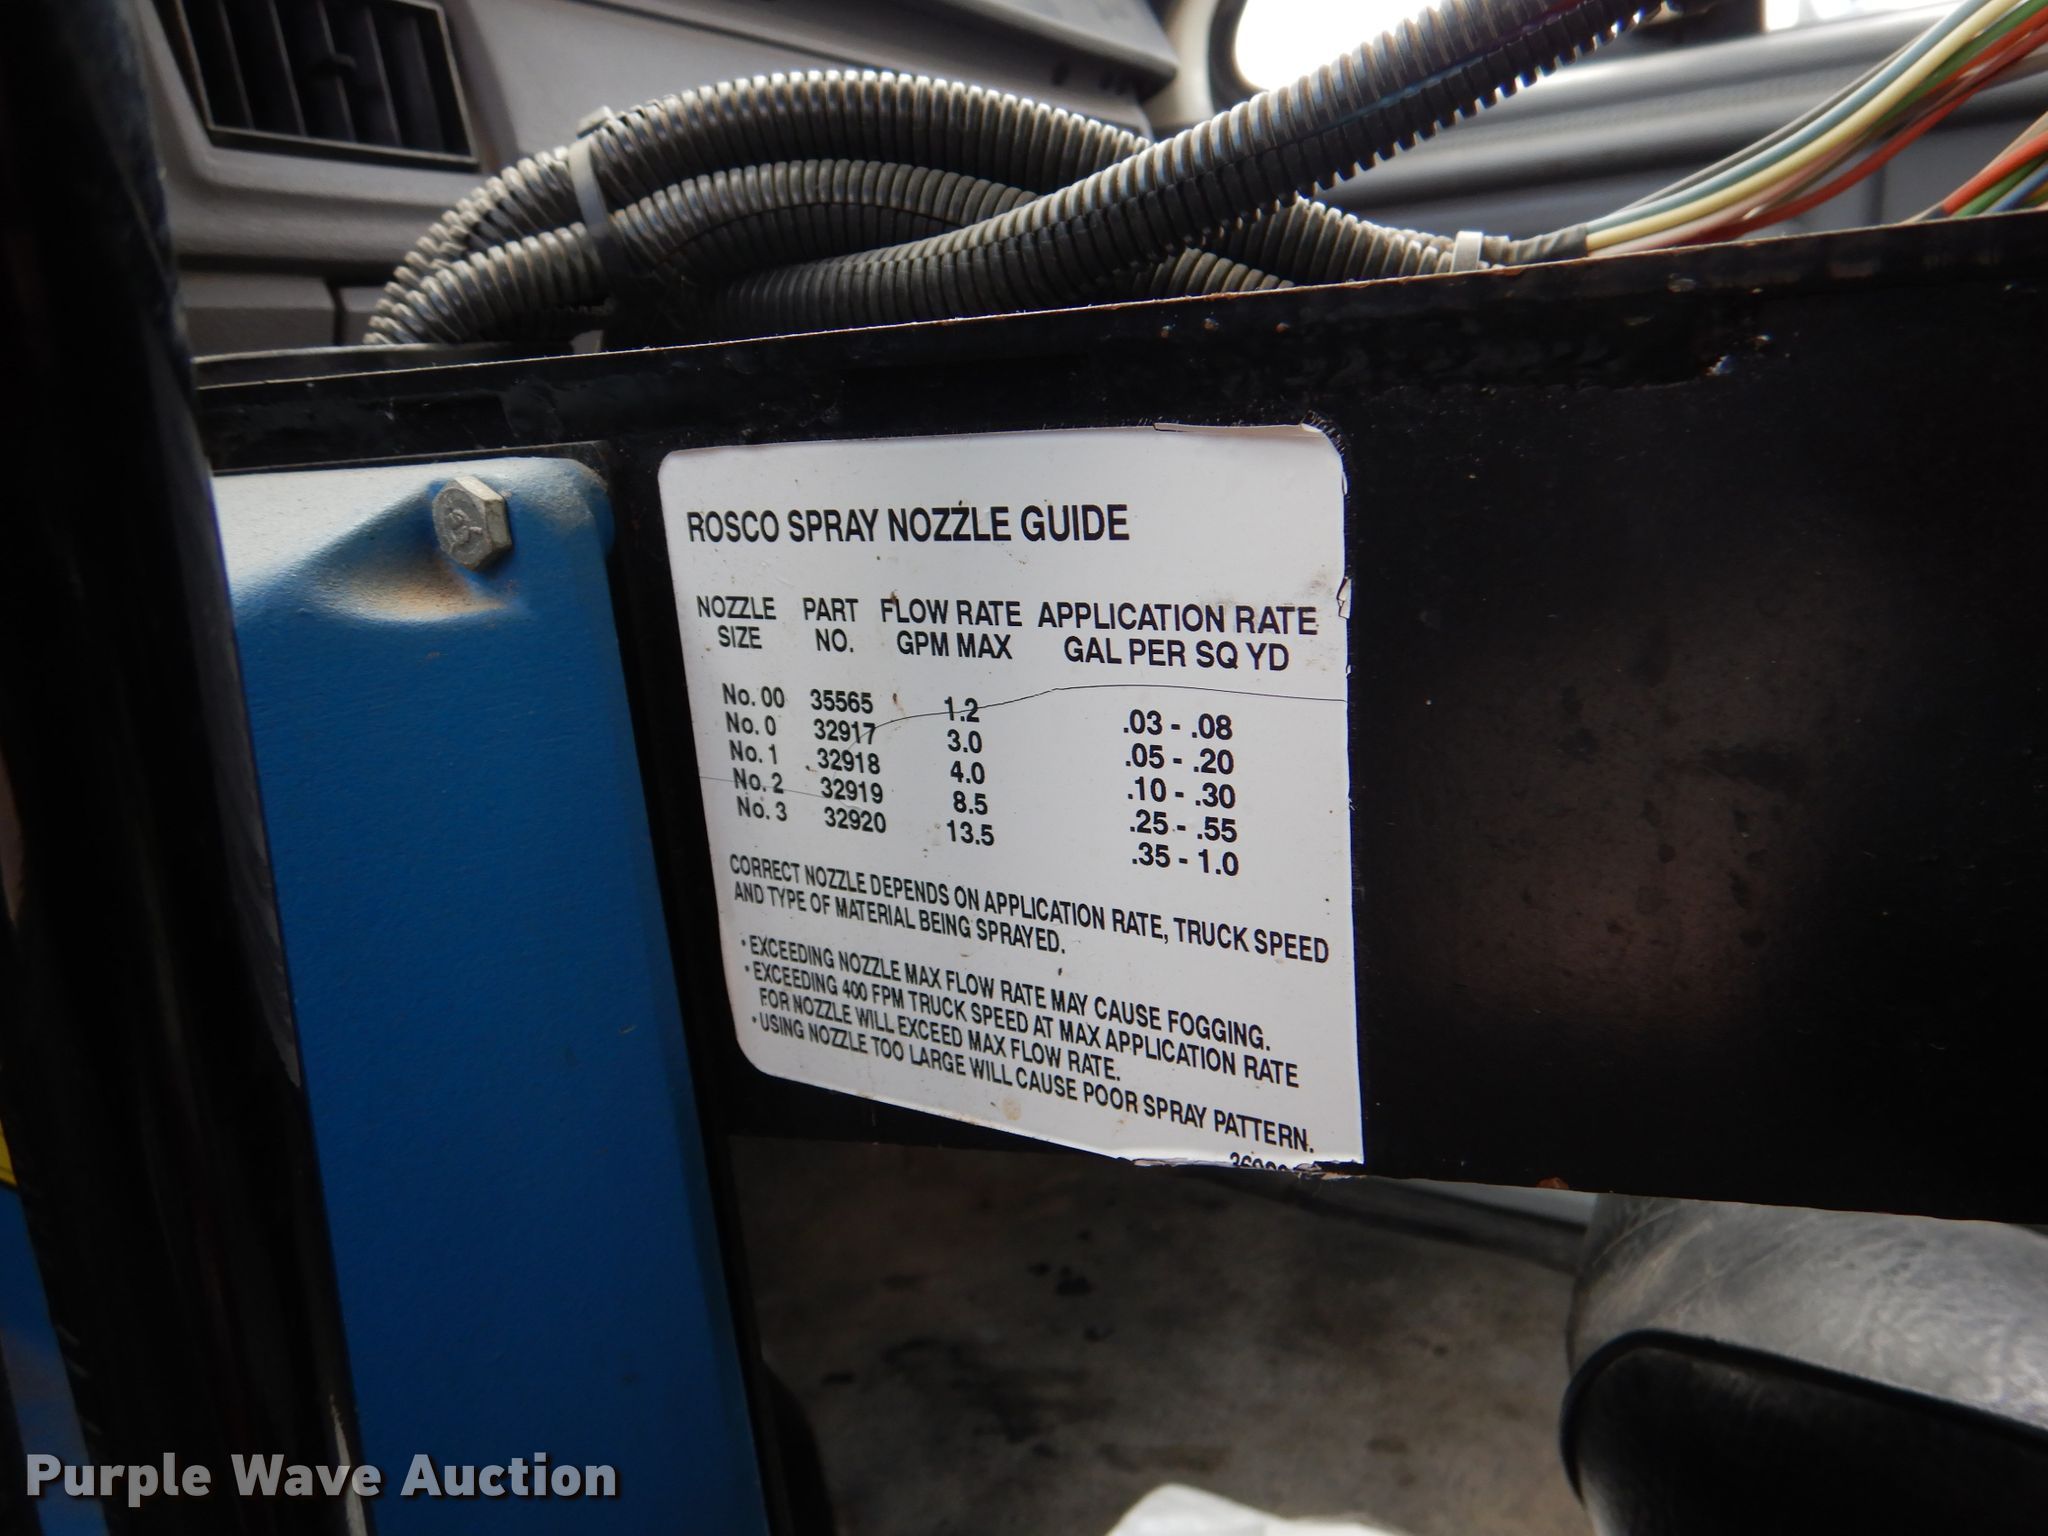 ROSCO SPRAY NOZZLE GUIDE
NOZZLE PART FLOW RATE APPLICATION RATE
SIZE NO. GPM MAX GAL PER SQ YD
No. 00 35565 1.2 .03 - .08
No. 0 32917 3.0 .05 - .20
No. 1 32918 4.0 .10 - .30
No. 2 32919 8.5 .25 - .55
No. 3 32920 13.5 .35 - 1.0
CORRECT NOZZLE DEPENDS ON APPLICATION RATE, TRUCK SPEED
AND TYPE OF MATERIAL BEING SPRAYED.
• EXCEEDING NOZZLE MAX FLOW RATE MAY CAUSE FOGGING.
• EXCEEDING 400 FPM TRUCK SPEED AT MAX APPLICATION RATE
FOR NOZZLE WILL EXCEED MAX FLOW RATE.
• USING NOZZLE TOO LARGE WILL CAUSE POOR SPRAY PATTERN.
Purple Wave Auction